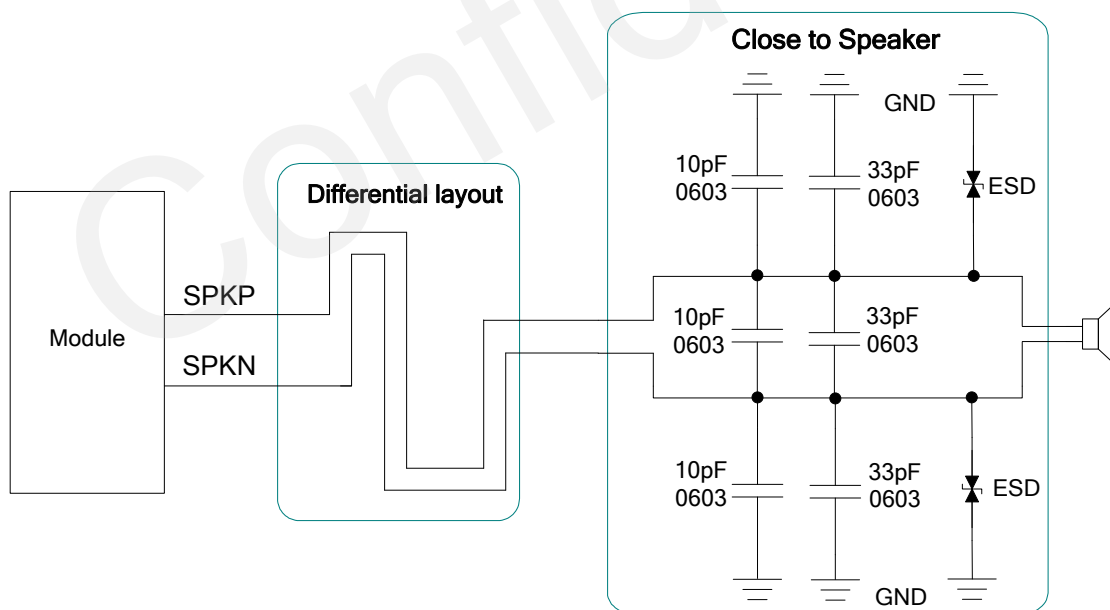 Close to Speaker
GND
10pF
0603
33pF
0603
ESD
Differential layout
SPKP
Module
SPKN
10pF
0603
33pF
0603
10pF
0603
33pF
0603
ESD
GND
Confid